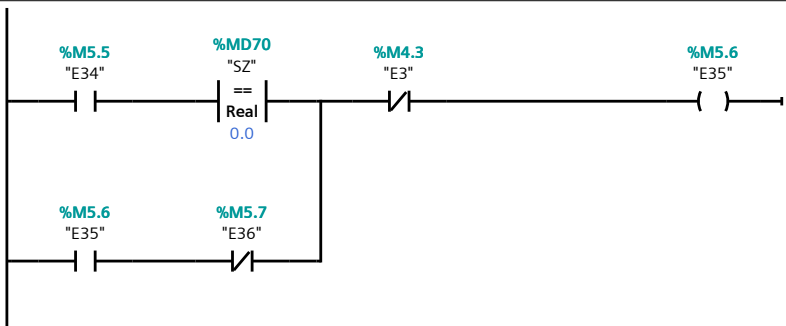 %M5.5
"E34"
%MD70
"SZ"
==
Real
0.0
%M4.3
"E3"
%M5.6
"E35"
%M5.6
"E35"
%M5.7
"E36"